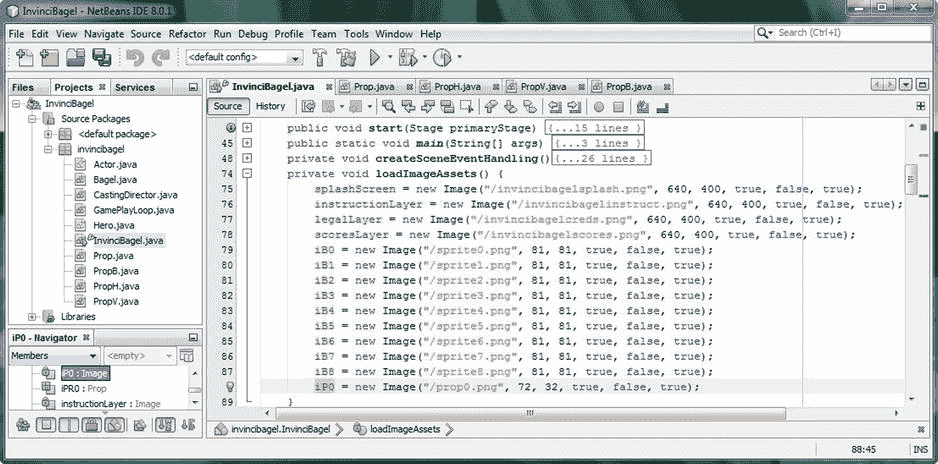 InvinciBagel - NetBeans IDE 8.0.1
File Edit View Navigate Source Refactor Run Debug Profile Team Tools Window Help
Search (Ctrl+I)
<default config>
Files Projects Services
InvinciBagel.java Prop.java PropH.java PropV.java PropB.java
Source History
InvinciBagel
Source Packages
<default package>
invincibagel
Actor.java
Bagel.java
CastingDirector.java
GamePlayLoop.java
Hero.java
InvinciBagel.java
Prop.java
PropB.java
PropH.java
PropV.java
Libraries
iP0 - Navigator
Members <empty>
iP0 : Image
iPR0 : Prop
instructionLayer : Image
public void start(Stage primaryStage) {...15 lines }
45 public static void main(String[] args) {...3 lines }
48 private void createSceneEventHandling() {...26 lines }
74 private void loadImageAssets() {
75 splashScreen = new Image("/invincibagelsplash.png", 640, 400, true, false, true);
76 instructionLayer = new Image("/invincibagelinstruct.png", 640, 400, true, false, true);
77 legalLayer = new Image("/invincibagelcreds.png", 640, 400, true, false, true);
78 scoresLayer = new Image("/invincibagelscores.png", 640, 400, true, false, true);
79 iB0 = new Image("/sprite0.png", 81, 81, true, false, true);
80 iB1 = new Image("/sprite1.png", 81, 81, true, false, true);
81 iB2 = new Image("/sprite2.png", 81, 81, true, false, true);
82 iB3 = new Image("/sprite3.png", 81, 81, true, false, true);
83 iB4 = new Image("/sprite4.png", 81, 81, true, false, true);
84 iB5 = new Image("/sprite5.png", 81, 81, true, false, true);
85 iB6 = new Image("/sprite6.png", 81, 81, true, false, true);
86 iB7 = new Image("/sprite7.png", 81, 81, true, false, true);
87 iB8 = new Image("/sprite8.png", 81, 81, true, false, true);
iP0 = new Image("/prop0.png", 72, 32, true, false, true);
89 }
invincibagel.InvinciBagel loadImageAssets
88:45 INS